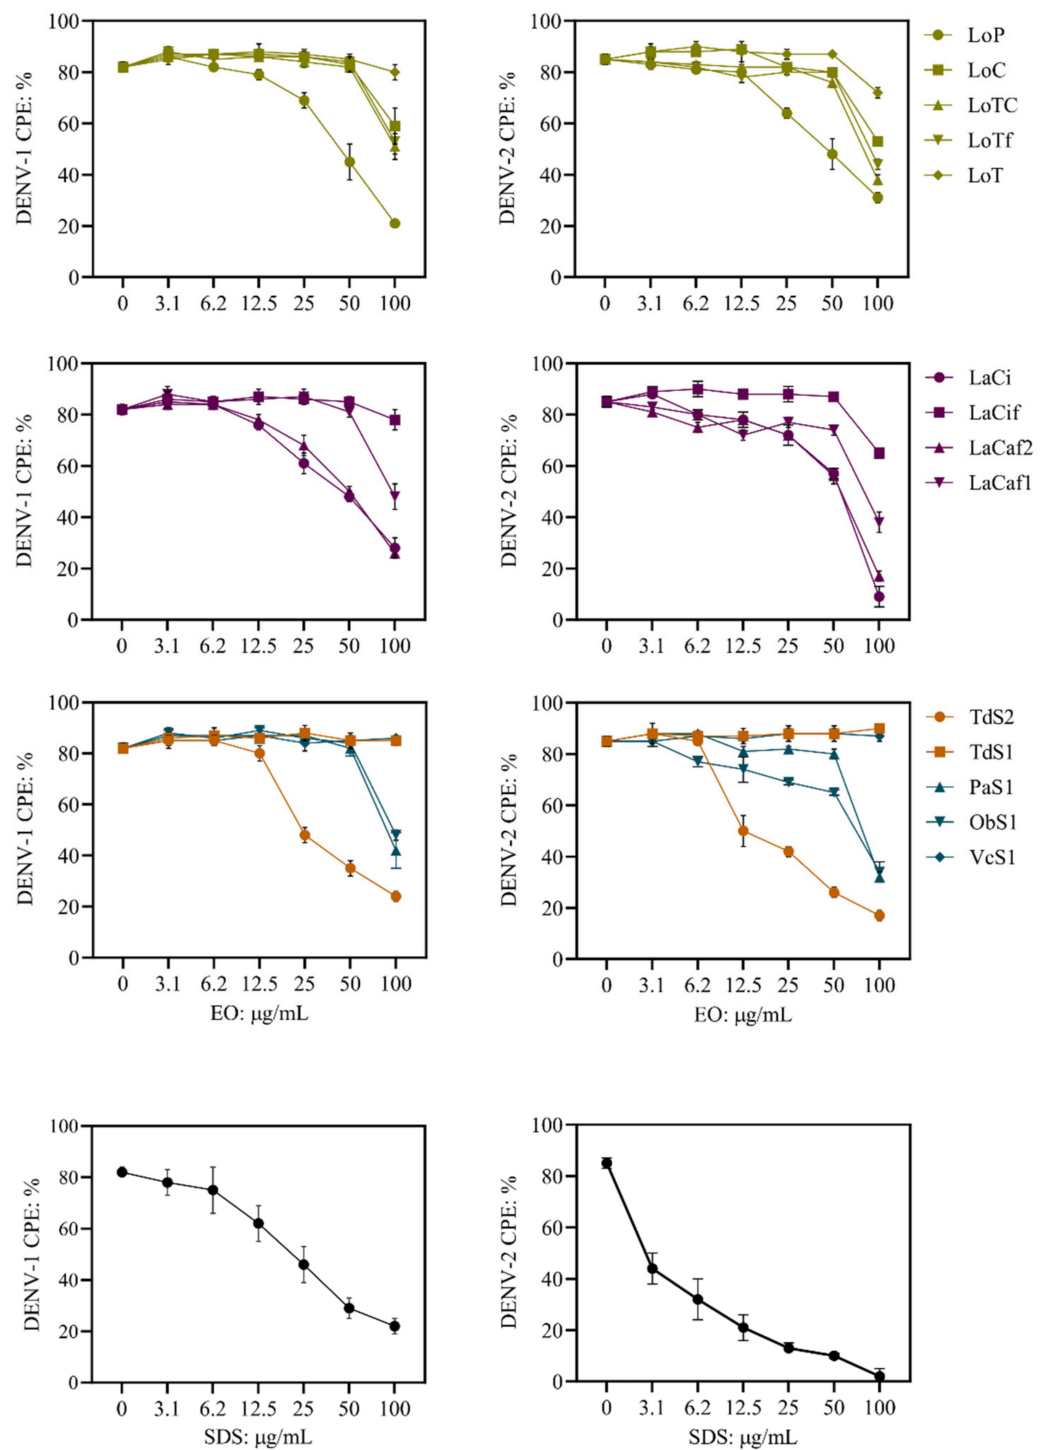 DENV-1 CPE: %
100
80
60
40
20
0
0 3.1 6.2 12.5 25 50 100
DENV-2 CPE: %
100
80
60
40
20
0
0 3.1 6.2 12.5 25 50 100
LoP
LoC
LoTC
LoTf
LoT
DENV-1 CPE: %
100
80
60
40
20
0
0 3.1 6.2 12.5 25 50 100
DENV-2 CPE: %
100
80
60
40
20
0
0 3.1 6.2 12.5 25 50 100
LaCi
LaCif
LaCaf2
LaCaf1
DENV-1 CPE: %
100
80
60
40
20
0
0 3.1 6.2 12.5 25 50 100
EO: µg/mL
DENV-2 CPE: %
100
80
60
40
20
0
0 3.1 6.2 12.5 25 50 100
EO: µg/mL
TdS2
TdS1
PaS1
ObS1
VcS1
DENV-1 CPE: %
100
80
60
40
20
0
0 3.1 6.2 12.5 25 50 100
SDS: µg/mL
DENV-2 CPE: %
100
80
60
40
20
0
0 3.1 6.2 12.5 25 50 100
SDS: µg/mL